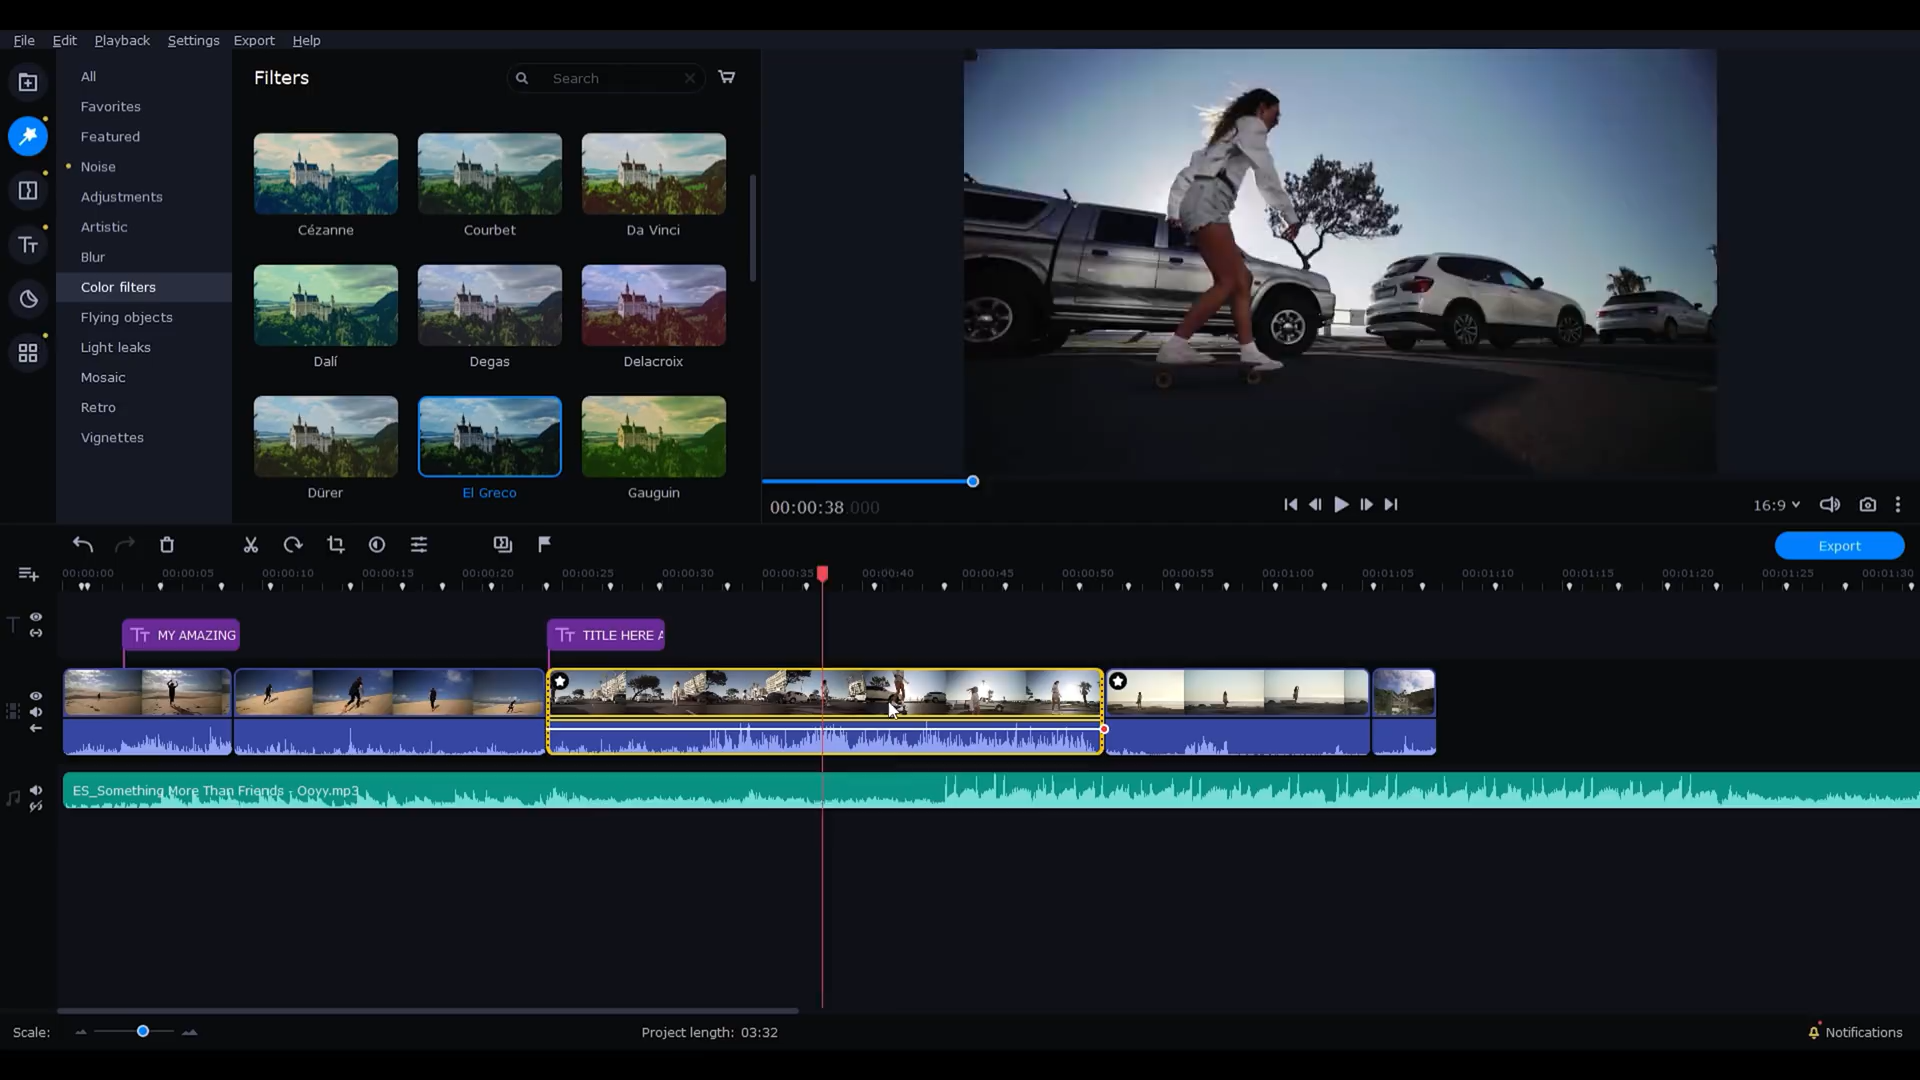 File Edit Playback Settings Export Help
All
Favorites
Featured
Noise
Adjustments
Artistic
Blur
Color filters
Flying objects
Light leaks
Mosaic
Retro
Vignettes
Filters
Search
Cézanne Courbet Da Vinci
Dalí Degas Delacroix
Dürer El Greco Gauguin
00:00:38.000
16:9
Export
00:00:00 00:00:05 00:00:10 00:00:15 00:00:20 00:00:25 00:00:30 00:00:35 00:00:40 00:00:45 00:00:50 00:00:55 00:01:00 00:01:05 00:01:10 00:01:15 00:01:20 00:01:25 00:01:30
Tт MY AMAZING
Tт TITLE HERE A
ES_Something More Than Friends - Ooyy.mp3
Scale:
Project length: 03:32
Notifications